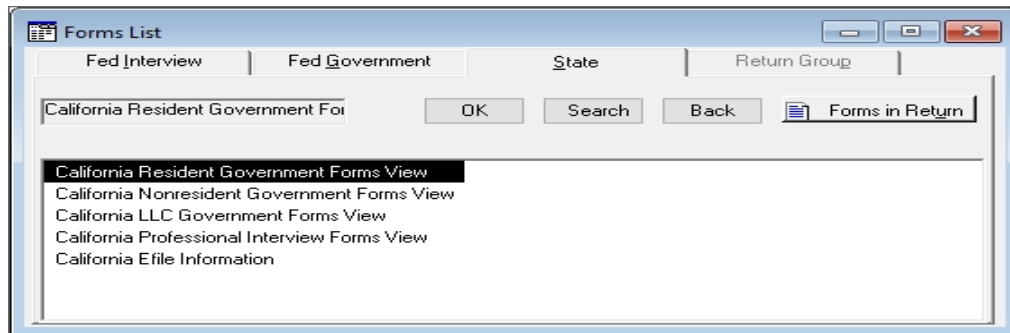 Forms List
Fed Interview Fed Government State Return Group
California Resident Government For OK Search Back Forms in Return
California Resident Government Forms View
California Nonresident Government Forms View
California LLC Government Forms View
California Professional Interview Forms View
California Efile Information